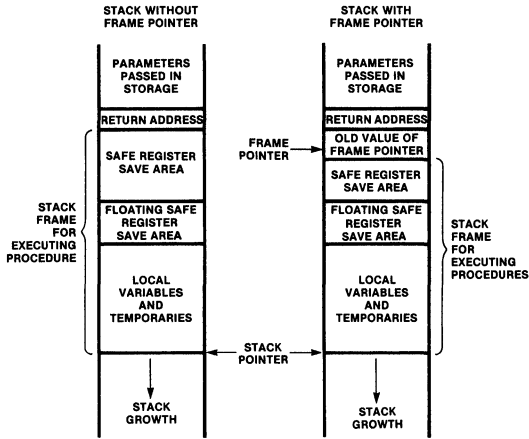 STACK WITHOUT
FRAME POINTER
PARAMETERS
PASSED IN
STORAGE
RETURN ADDRESS
SAFE REGISTER
SAVE AREA
FLOATING SAFE
REGISTER
SAVE AREA
LOCAL
VARIABLES
AND
TEMPORARIES
STACK
GROWTH
STACK
FRAME
FOR
EXECUTING
PROCEDURE
STACK WITH
FRAME POINTER
PARAMETERS
PASSED IN
STORAGE
RETURN ADDRESS
OLD VALUE OF
FRAME POINTER
SAFE REGISTER
SAVE AREA
FLOATING SAFE
REGISTER
SAVE AREA
LOCAL
VARIABLES
AND
TEMPORARIES
STACK
GROWTH
FRAME
POINTER
STACK
POINTER
STACK
FRAME
FOR
EXECUTING
PROCEDURES